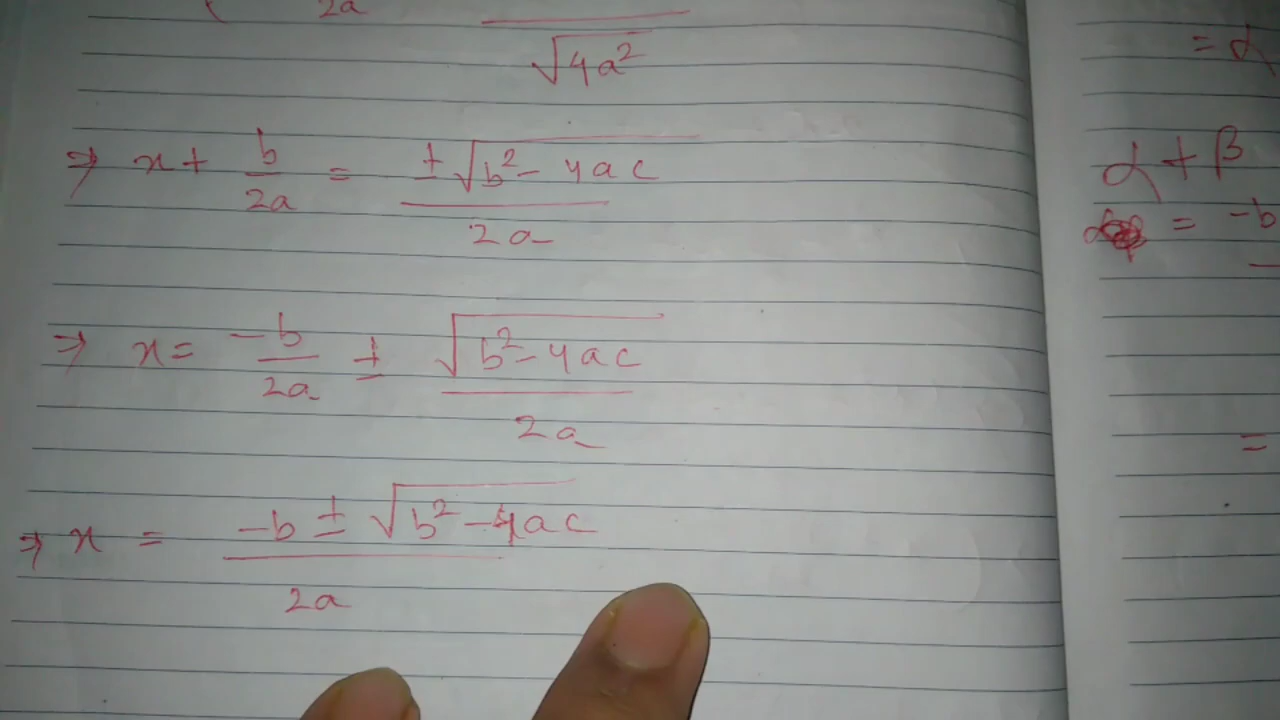 2a
√4a²
⇒ x + b/2a = ±√b² - 4ac / 2a
⇒ x = -b/2a ± √b² - 4ac / 2a
⇒ x = -b ± √b² - 4ac / 2a
= α
α + β
= -b
=